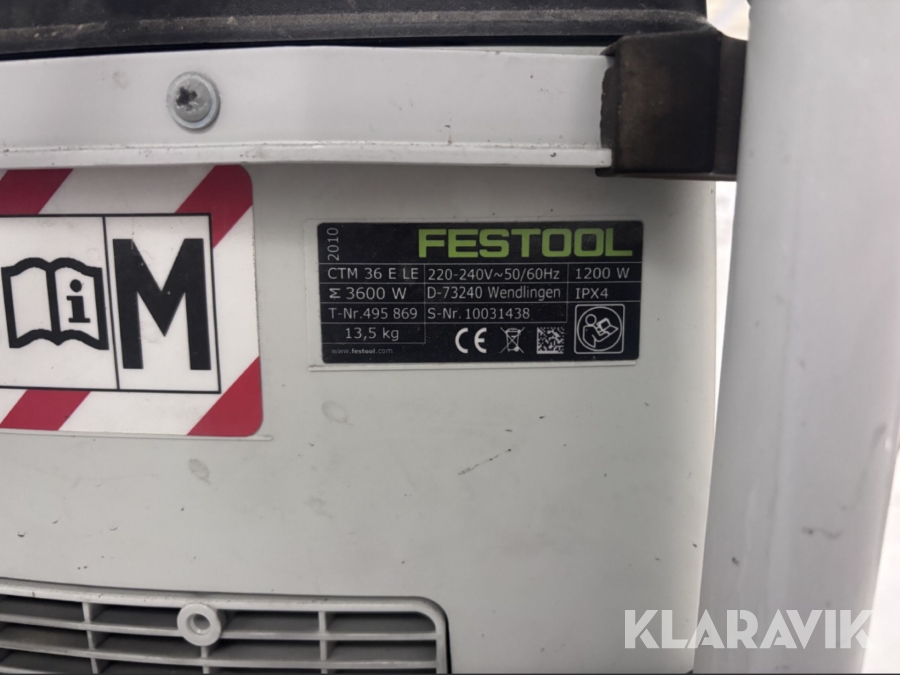 M
2010
FESTOOL
CTM 36 E LE 220-240V~50/60Hz 1200 W
Σ 3600 W D-73240 Wendlingen IPX4
T-Nr.495 869 S-Nr. 10031438
13,5 kg CE
www.festool.com
KLARAVIK